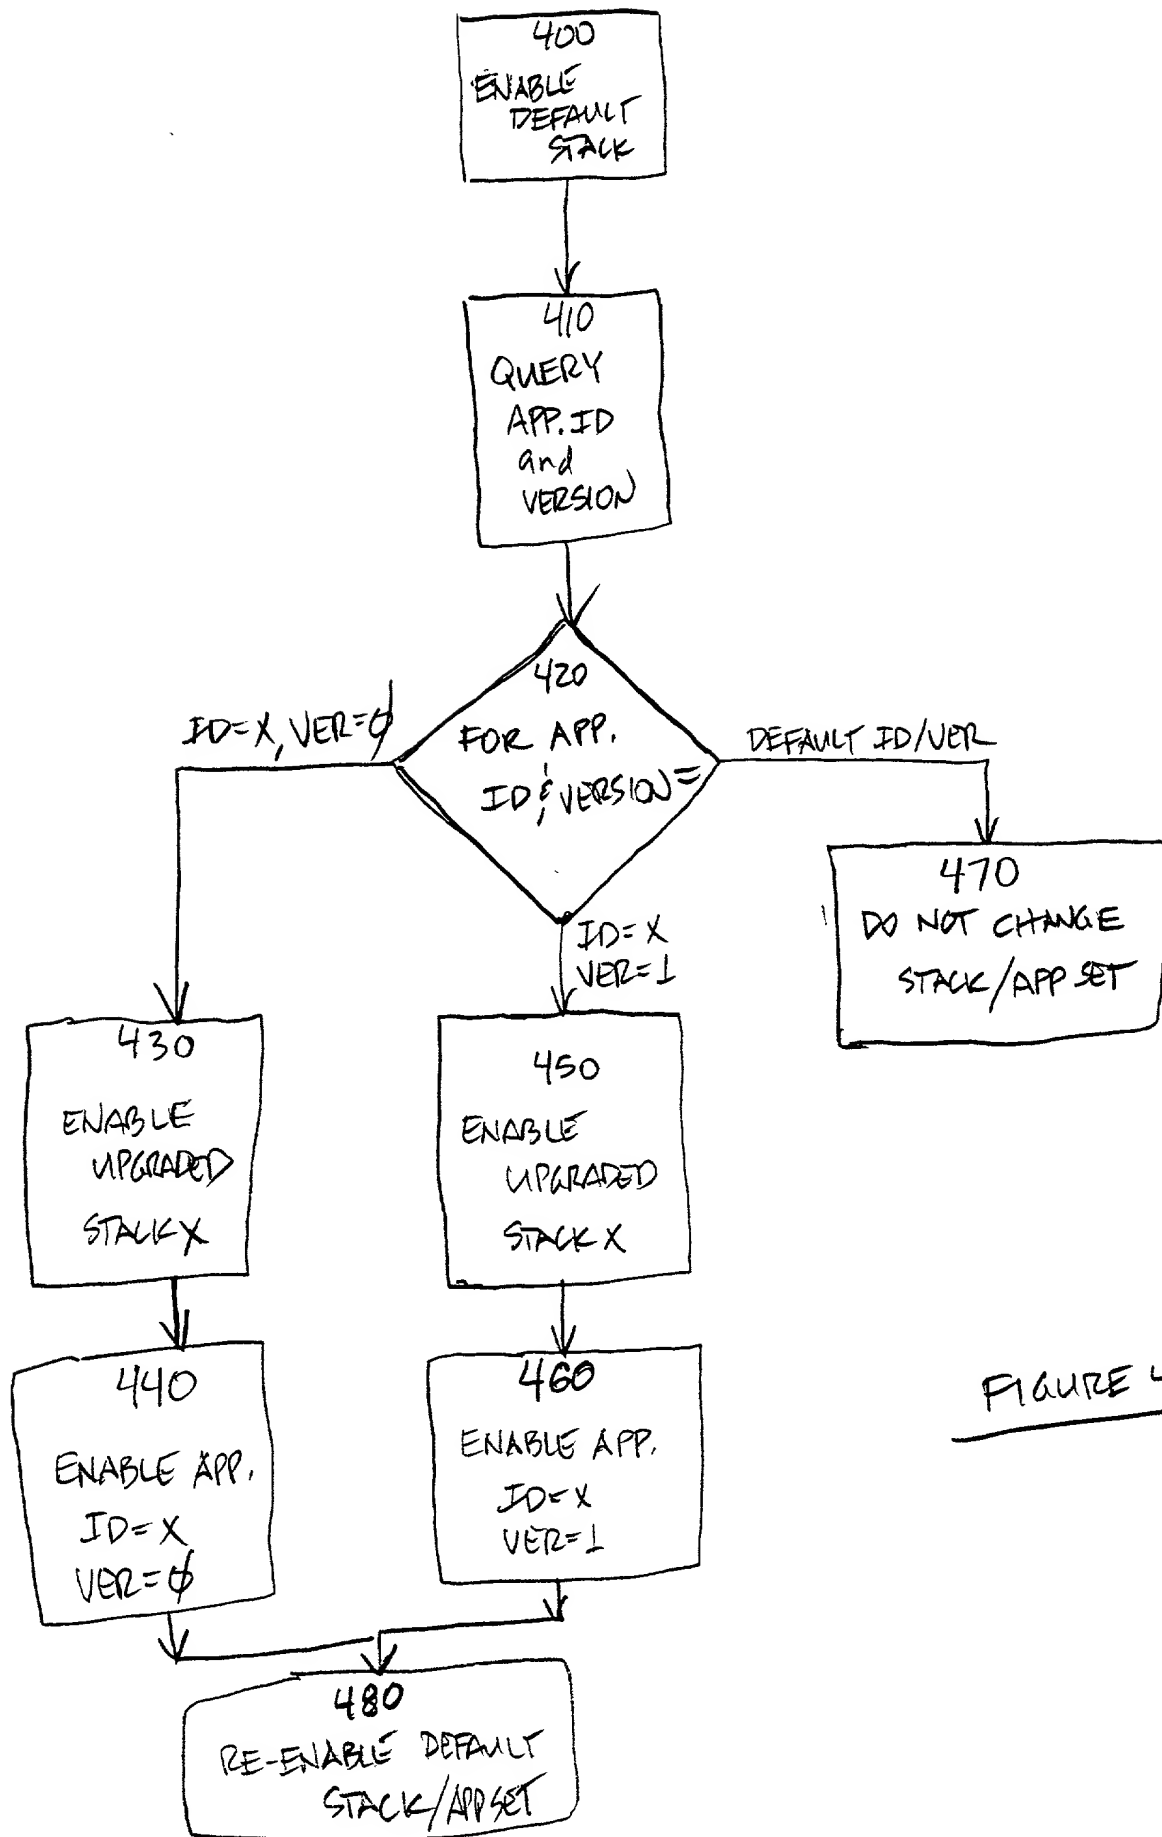 400
ENABLE
DEFAULT
STACK
410
QUERY
APP. ID
and
VERSION
420
FOR APP.
ID & VERSION =
ID=X, VER=Ø
DEFAULT ID/VER
ID=X
VER=1
470
DO NOT CHANGE
STACK/APP SET
430
ENABLE
UPGRADED
STACK X
450
ENABLE
UPGRADED
STACK X
440
ENABLE APP.
ID=X
VER=Ø
460
ENABLE APP.
ID=X
VER=1
FIGURE 4
480
RE-ENABLE DEFAULT
STACK/APPSET